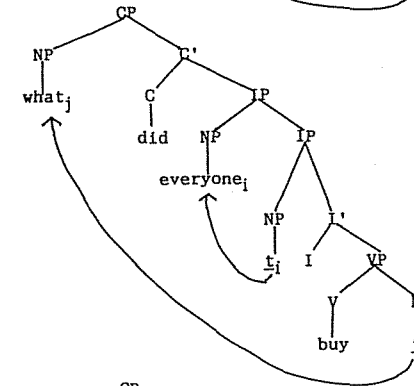 CP
NP C'
what_j C IP
did NP IP
everyone_i
NP I'
t_i I VP
V
buy
CP